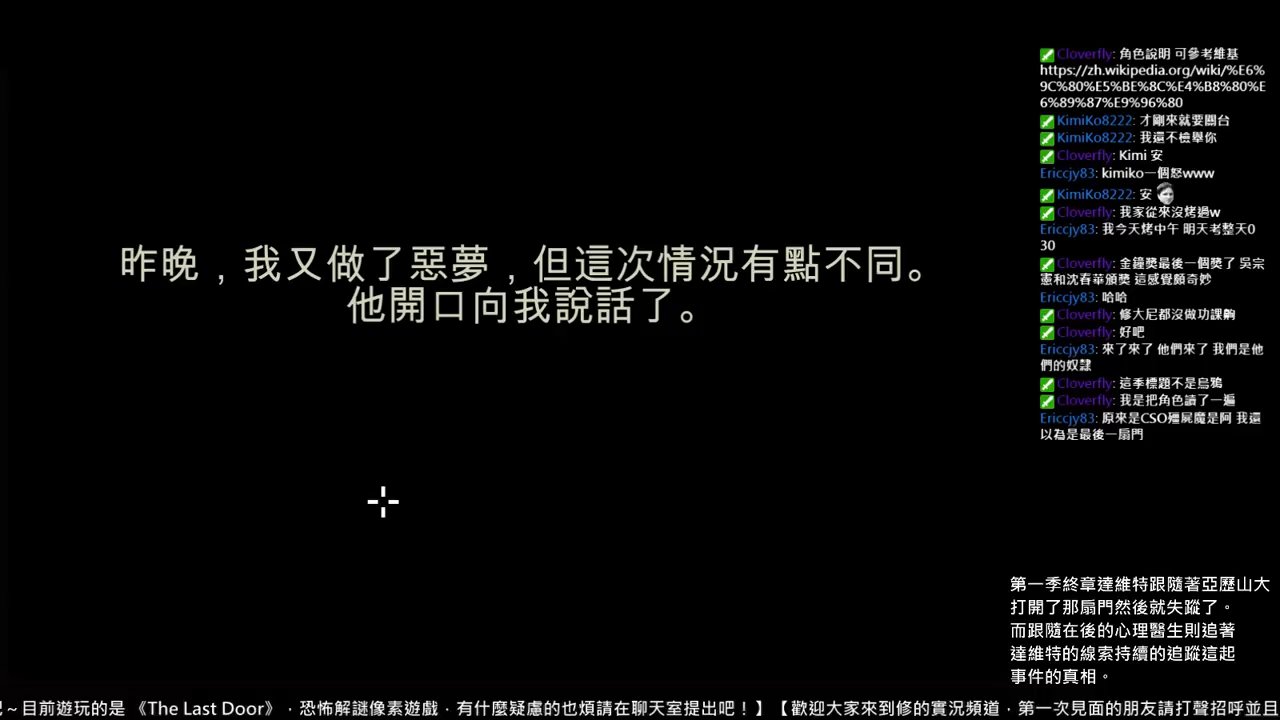 昨晚，我又做了惡夢，但這次情況有點不同。
他開口向我說話了。
Cloverfly: 角色說明 可參考維基
https://zh.wikipedia.org/wiki/%E6%
9C%80%E5%BE%8C%E4%B8%80%E
6%89%87%E9%96%80
KimiKo8222: 才剛來就要關台
KimiKo8222: 我還不檢舉你
Cloverfly: Kimi 安
Ericcjy83: kimiko一個怒www
KimiKo8222: 安
Cloverfly: 我家從來沒烤過w
Ericcjy83: 我今天烤中午 明天考整天0
30
Cloverfly: 金鐘獎最後一個獎了 吳宗
憲和沈春華頒獎 這感覺頗奇妙
Ericcjy83: 哈哈
Cloverfly: 修大尼都沒做功課齁
Cloverfly: 好吧
Ericcjy83: 來了來了 他們來了 我們是他
們的奴隸
Cloverfly: 這季標題不是烏鴉
Cloverfly: 我是把角色讀了一遍
Ericcjy83: 原來是CSO殭屍魔是阿 我還
以為是最後一扇門
第一季終章達維特跟隨著亞歷山大
打開了那扇門然後就失蹤了。
而跟隨在後的心理醫生則追著
達維特的線索持續的追蹤這起
事件的真相。
～目前遊玩的是 《The Last Door》，恐怖解謎像素遊戲，有什麼疑慮的也煩請在聊天室提出吧！】【歡迎大家來到修的實況頻道，第一次見面的朋友請打聲招呼並且